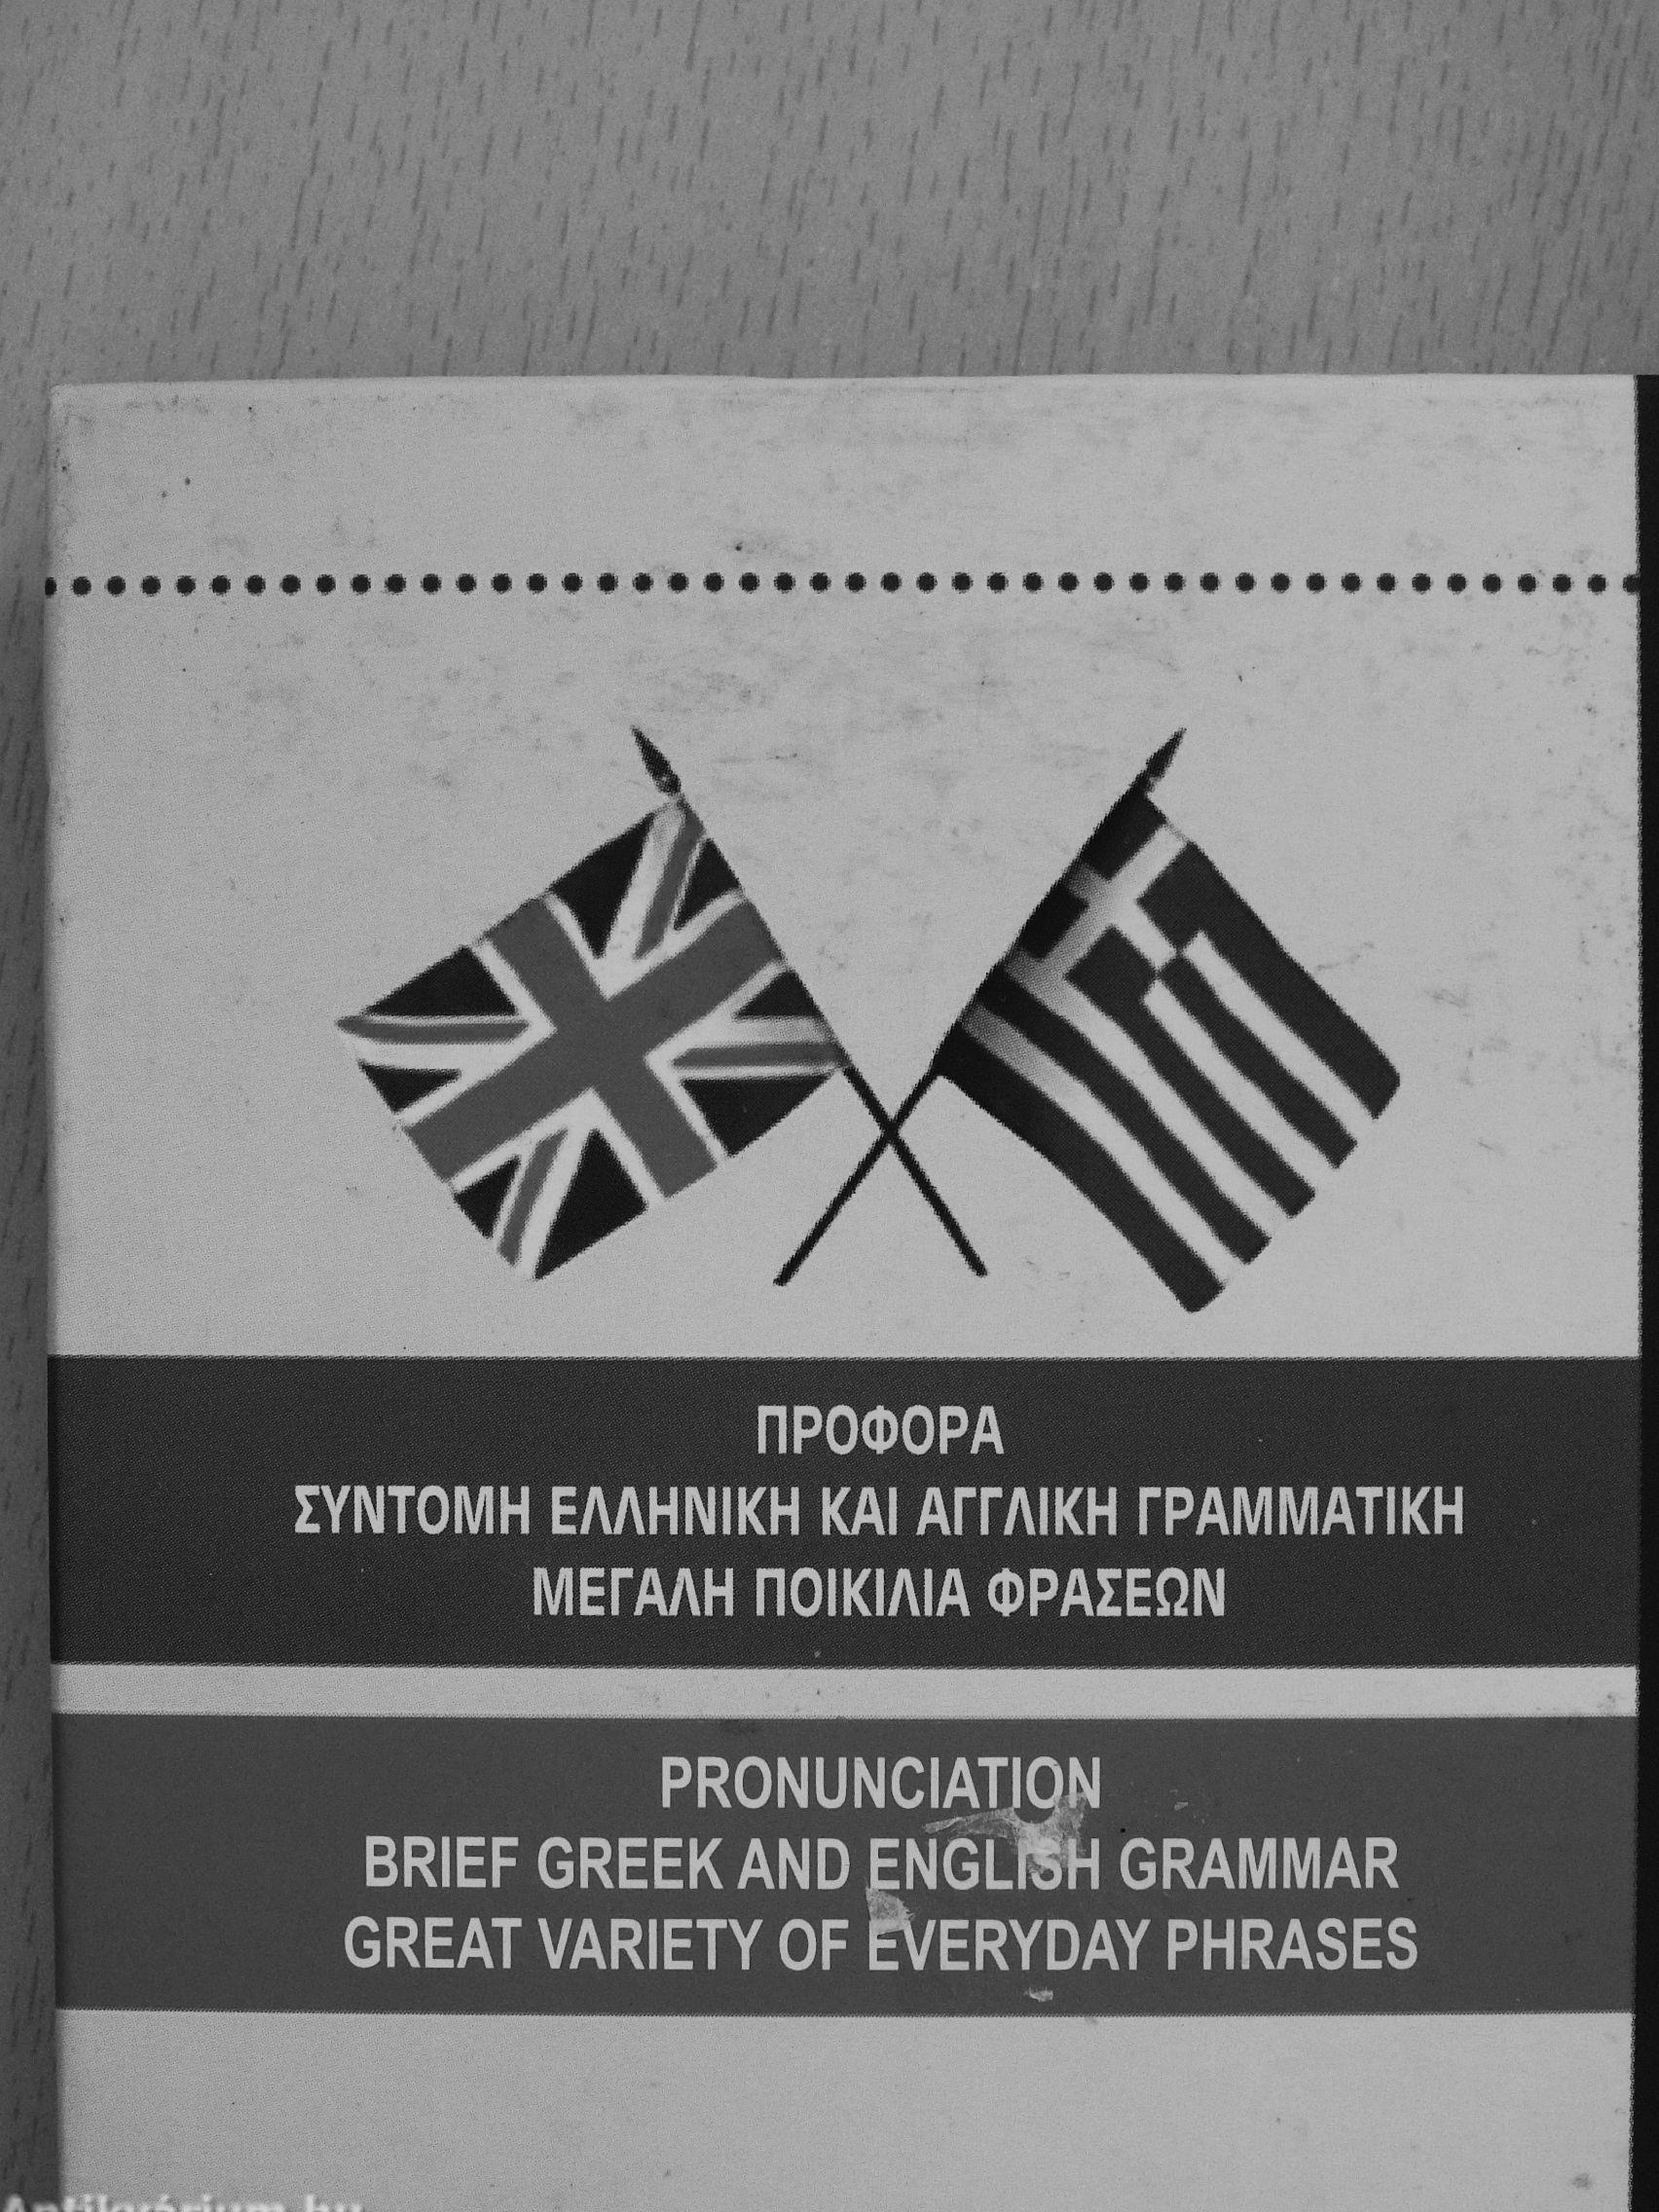 ΠΡΟΦΟΡΑ
ΣΥΝΤΟΜΗ ΕΛΛΗΝΙΚΗ ΚΑΙ ΑΓΓΛΙΚΗ ΓΡΑΜΜΑΤΙΚΗ
ΜΕΓΑΛΗ ΠΟΙΚΙΛΙΑ ΦΡΑΣΕΩΝ
PRONUNCIATION
BRIEF GREEK AND ENGLISH GRAMMAR
GREAT VARIETY OF EVERYDAY PHRASES